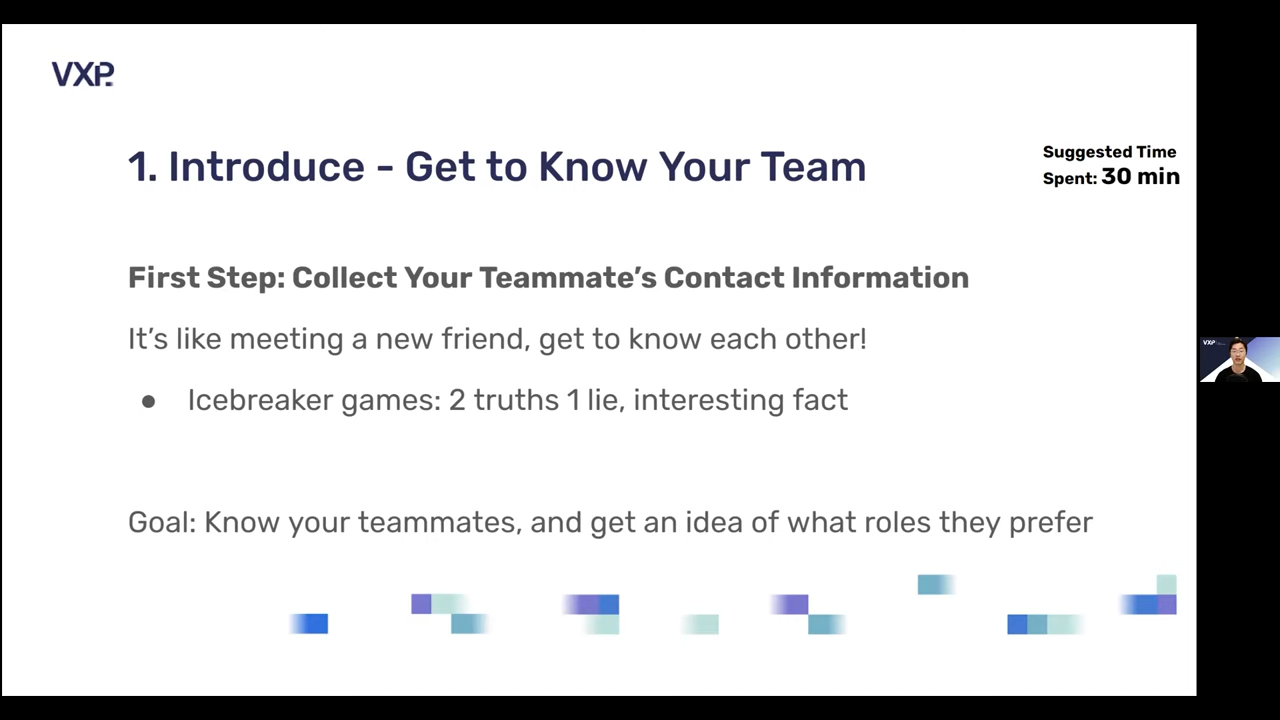 VXP.
1. Introduce - Get to Know Your Team
Suggested Time
Spent: 30 min
First Step: Collect Your Teammate’s Contact Information
It’s like meeting a new friend, get to know each other!
● Icebreaker games: 2 truths 1 lie, interesting fact
Goal: Know your teammates, and get an idea of what roles they prefer
VXP